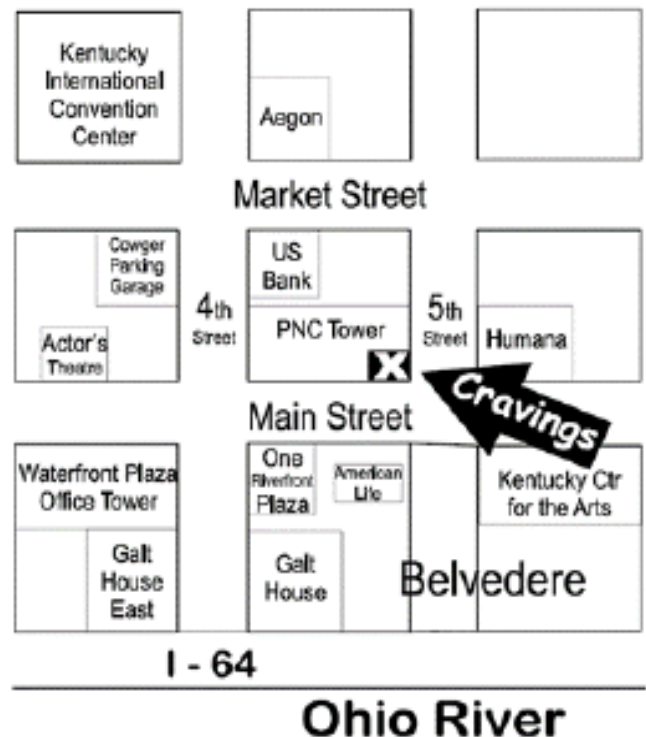 Kentucky
International
Convention
Center
Aegon
Market Street
Cowger
Parking
Garage
Actor's
Theatre
4th
Street
US
Bank
PNC Tower
X
5th
Street
Humana
Cravings
Main Street
Waterfront Plaza
Office Tower
Galt
House
East
One
Riverfront
Plaza
American
Life
Galt
House
Kentucky Ctr
for the Arts
Belvedere
I - 64
Ohio River